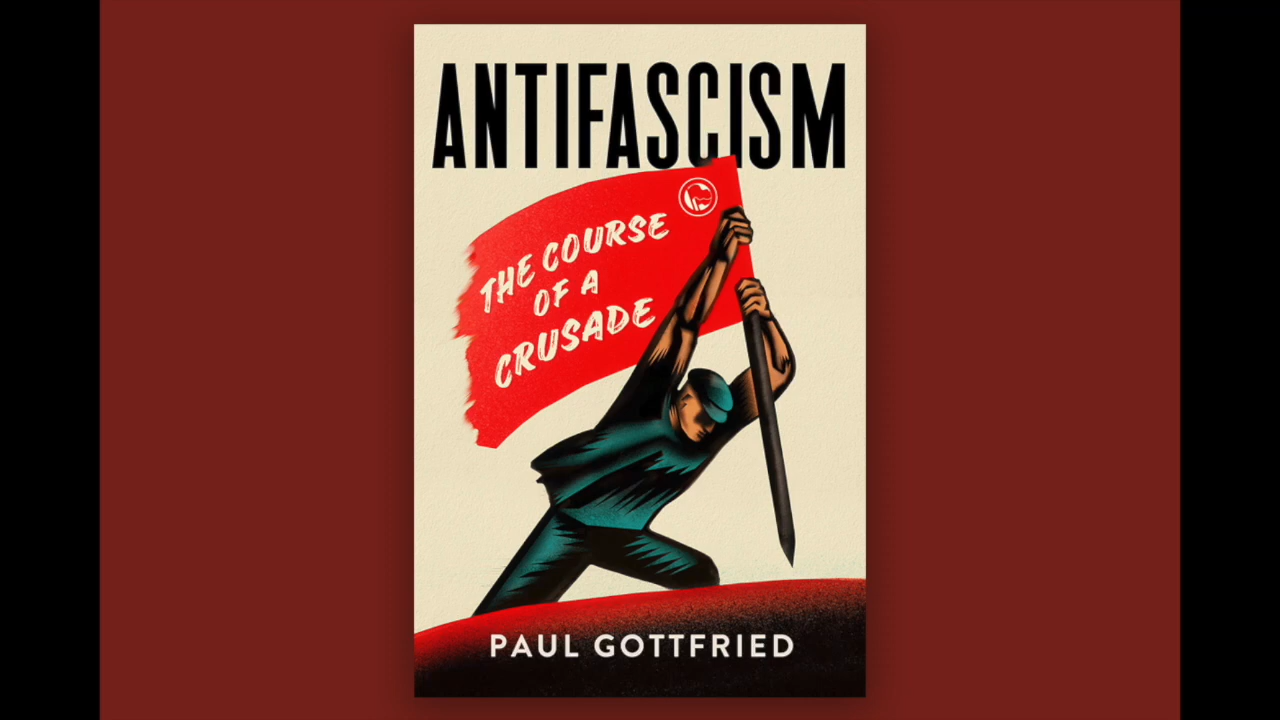 ANTIFASCISM
THE COURSE
OF A
CRUSADE
PAUL GOTTFRIED